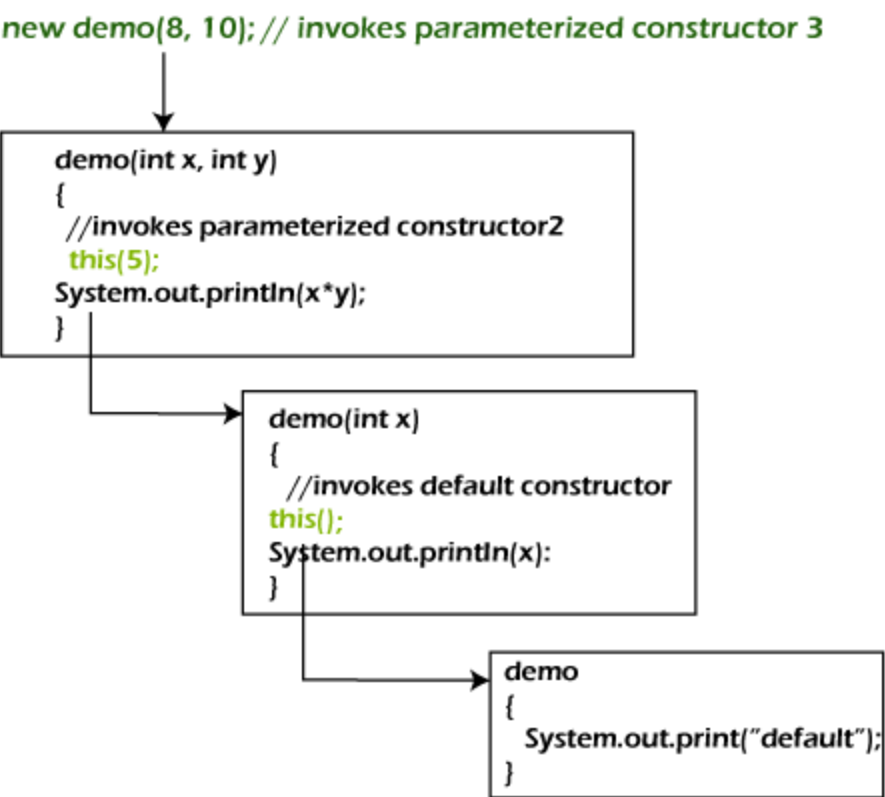 new demo(8, 10); // invokes parameterized constructor 3
demo(int x, int y)
{
//invokes parameterized constructor2
this(5);
System.out.println(x*y);
}
demo(int x)
{
//invokes default constructor
this();
System.out.println(x):
}
demo
{
System.out.print("default");
}